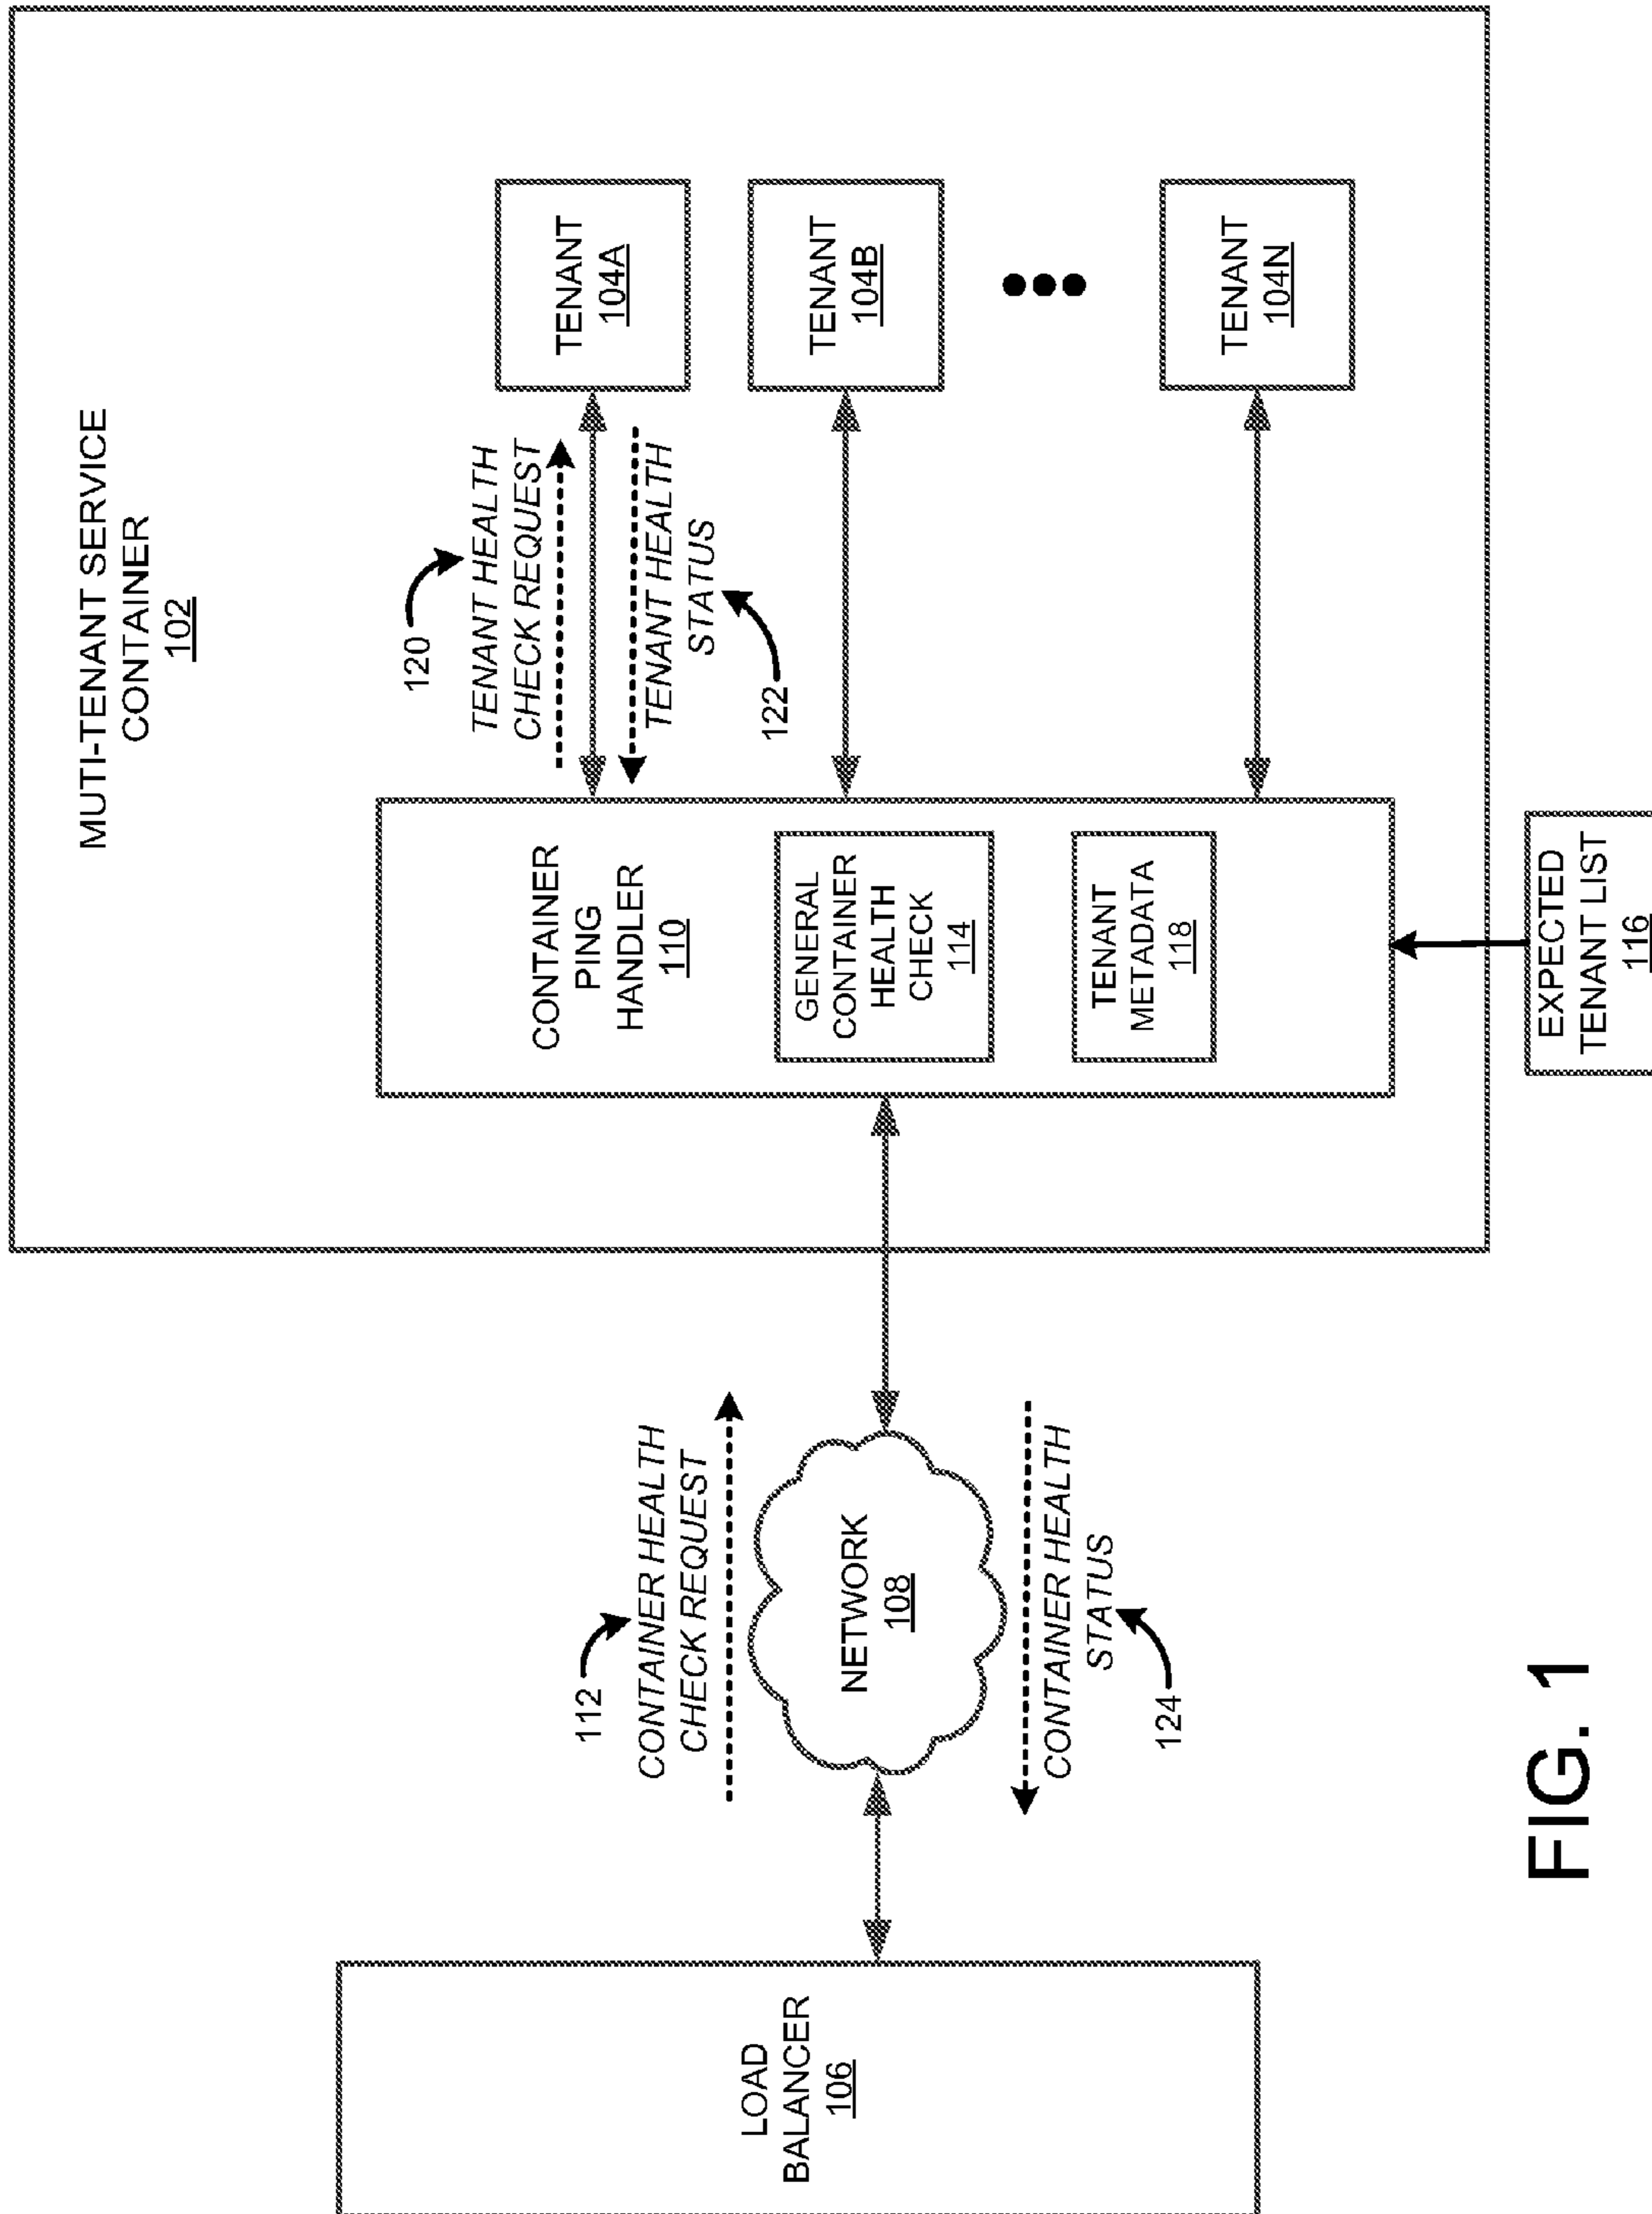 MUTI-TENANT SERVICE
CONTAINER
102
LOAD
BALANCER
106
112
CONTAINER HEALTH
CHECK REQUEST
NETWORK
108
CONTAINER HEALTH
STATUS
124
CONTAINER
PING
HANDLER
110
GENERAL
CONTAINER
HEALTH
CHECK
114
TENANT
METADATA
118
120
TENANT HEALTH
CHECK REQUEST
TENANT HEALTH
STATUS
122
TENANT
104A
TENANT
104B
TENANT
104N
EXPECTED
TENANT LIST
116
FIG. 1